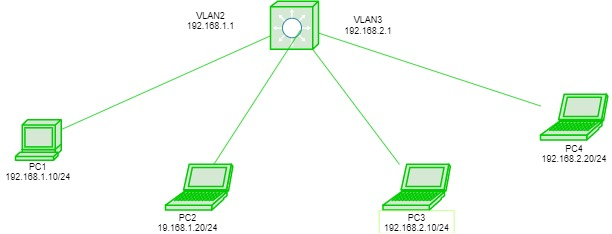 VLAN2
192.168.1.1
VLAN3
192.168.2.1
PC1
192.168.1.10/24
PC2
19.168.1.20/24
PC3
192.168.2.10/24
PC4
192.168.2.20/24